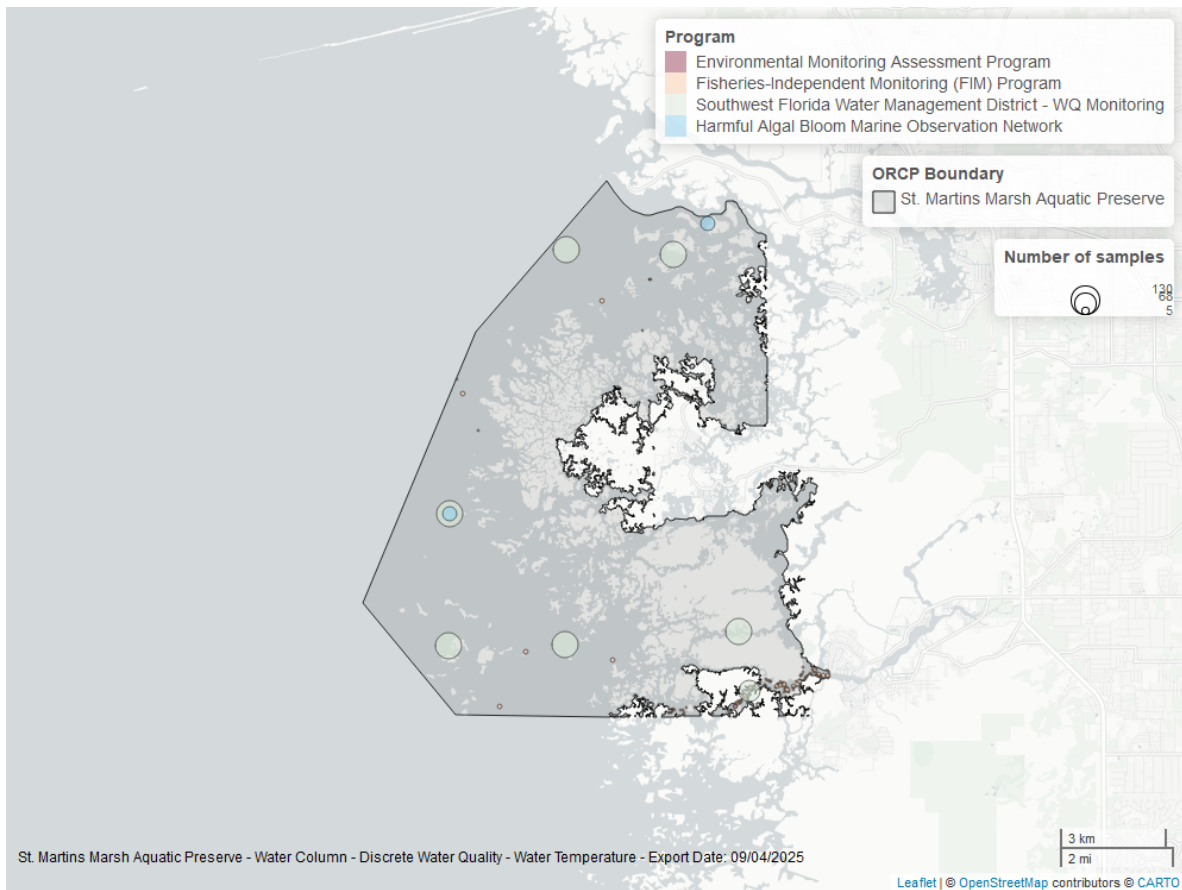 Program
Environmental Monitoring Assessment Program
Fisheries-Independent Monitoring (FIM) Program
Southwest Florida Water Management District - WQ Monitoring
Harmful Algal Bloom Marine Observation Network
ORCP Boundary
St. Martins Marsh Aquatic Preserve
Number of samples
130
68
5
3 km
2 mi
St. Martins Marsh Aquatic Preserve - Water Column - Discrete Water Quality - Water Temperature - Export Date: 09/04/2025
Leaflet | © OpenStreetMap contributors © CARTO